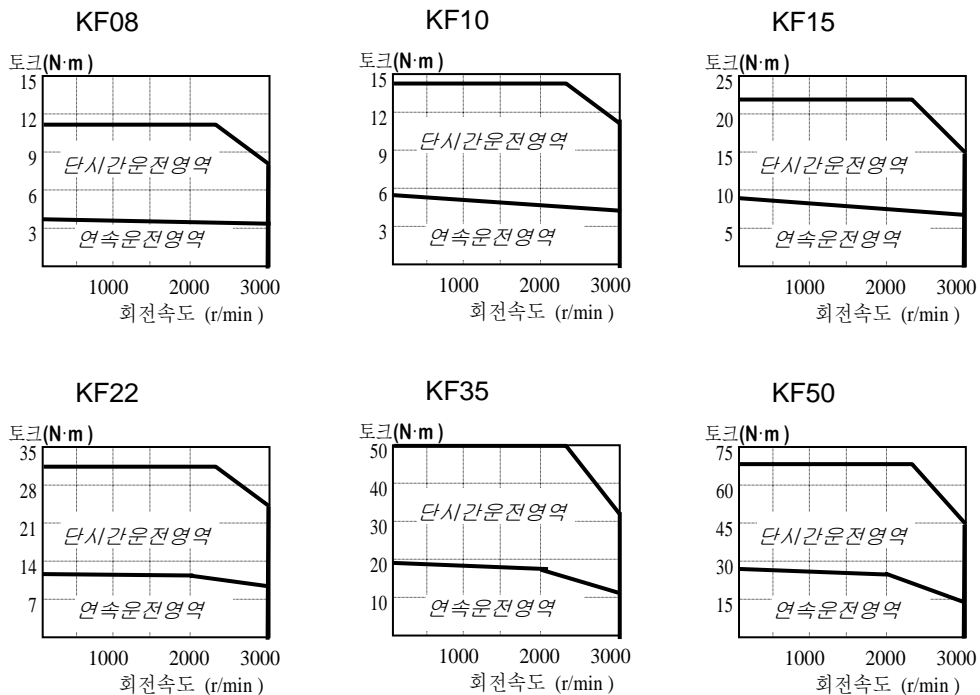 KF08
토크(N·m )
15
12
9
6
3
단시간운전영역
연속운전영역
1000 2000 3000
회전속도 (r/min )
KF10
토크(N·m )
15
12
9
6
3
단시간운전영역
연속운전영역
1000 2000 3000
회전속도 (r/min )
KF15
토크(N·m )
25
20
15
10
5
단시간운전영역
연속운전영역
1000 2000 3000
회전속도 (r/min )
KF22
토크(N·m )
35
28
21
14
7
단시간운전영역
연속운전영역
1000 2000 3000
회전속도 (r/min )
KF35
토크(N·m )
50
40
30
20
10
단시간운전영역
연속운전영역
1000 2000 3000
회전속도 (r/min )
KF50
토크(N·m )
75
60
45
30
15
단시간운전영역
연속운전영역
1000 2000 3000
회전속도 (r/min )